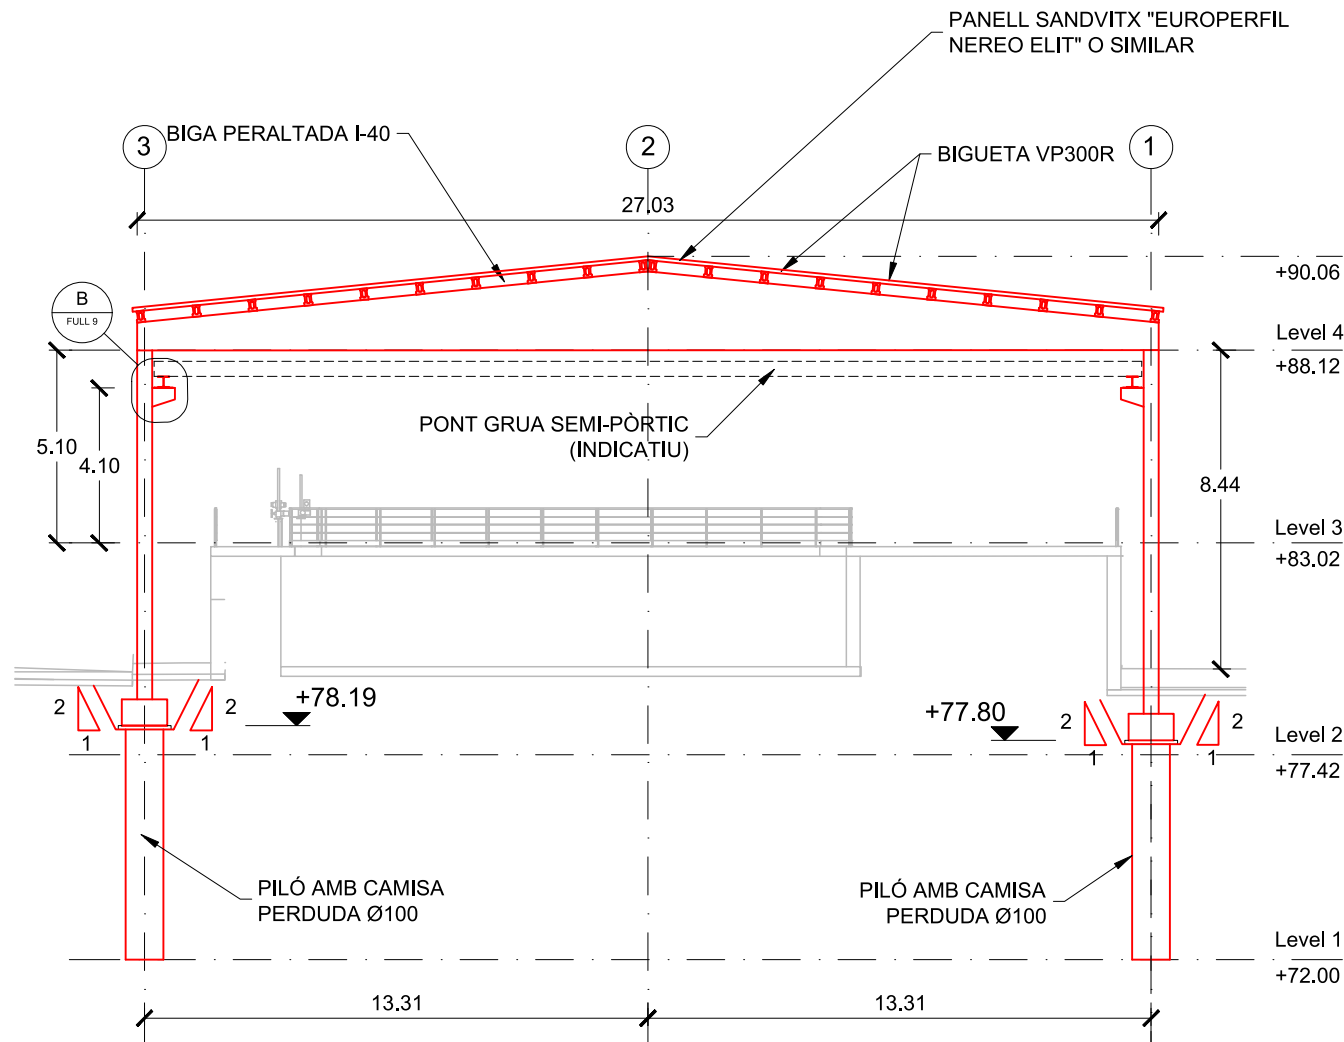 PANELL SANDVITX "EUROPERFIL
NEREO ELIT" O SIMILAR
BIGA PERALTADA I-40
3
2
1
BIGUETA VP300R
27.03
+90.06
B
FULL 9
Level 4
+88.12
PONT GRUA SEMI-PÒRTIC
(INDICATIU)
5.10
4.10
8.44
Level 3
+83.02
2
1
2
1
+78.19
+77.80
2
1
2
1
Level 2
+77.42
PILÓ AMB CAMISA
PERDUDA Ø100
PILÓ AMB CAMISA
PERDUDA Ø100
Level 1
+72.00
13.31
13.31